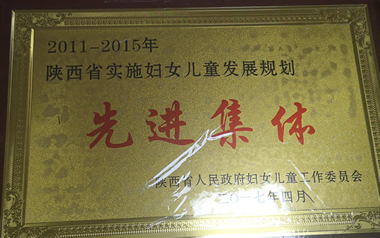 2011-2015年
陕西省实施妇女儿童发展规划
先进集体
陕西省人民政府妇女儿童工作委员会
二〇一七年四月